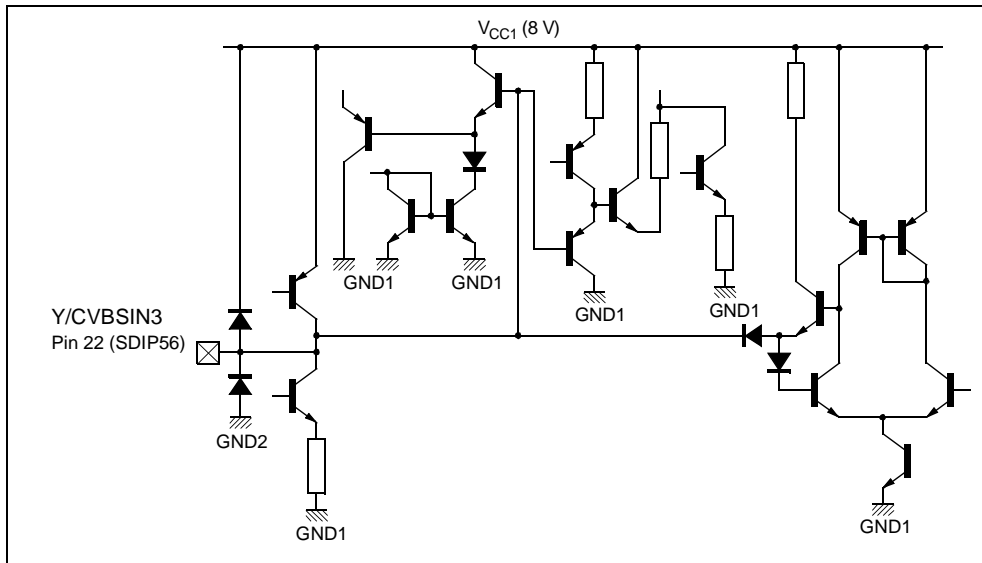 VCC1 (8 V)
GND1
GND1
GND1
GND1
Y/CVBSIN3
Pin 22 (SDIP56)
GND2
GND1
GND1